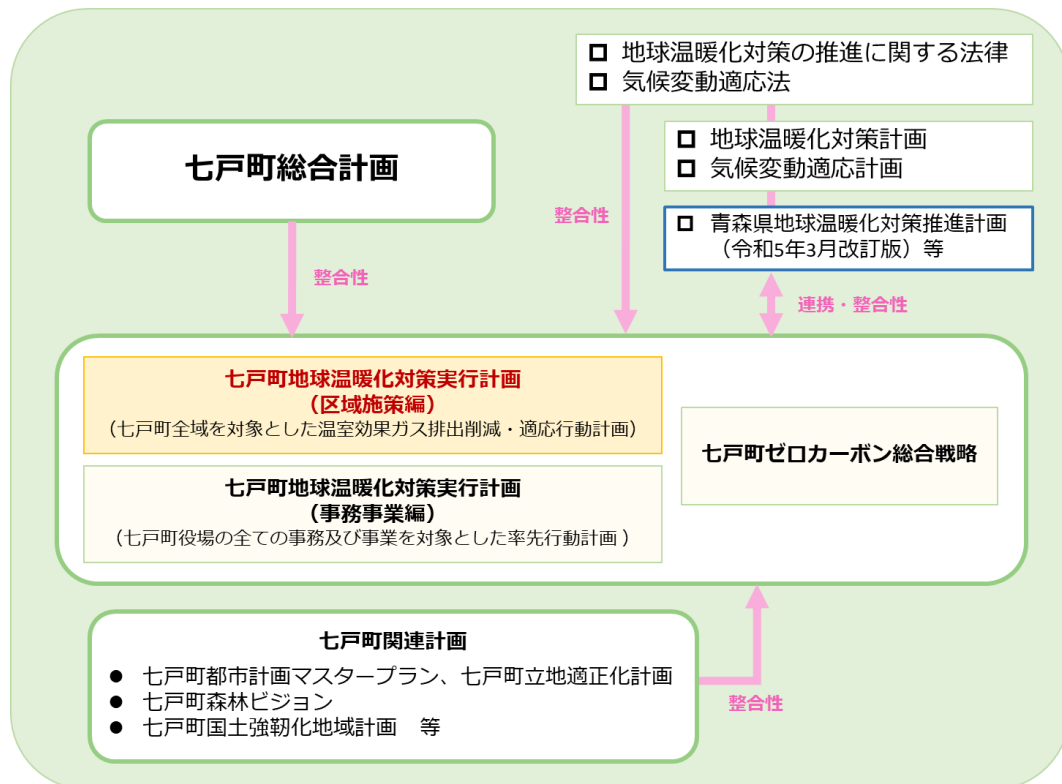 □ 地球温暖化対策の推進に関する法律
□ 気候変動適応法
七戸町総合計画
□ 地球温暖化対策計画
□ 気候変動適応計画
整合性
□ 青森県地球温暖化対策推進計画
（令和5年3月改訂版）等
整合性
連携・整合性
七戸町地球温暖化対策実行計画
（区域施策編）
（七戸町全域を対象とした温室効果ガス排出削減・適応行動計画）
七戸町ゼロカーボン総合戦略
七戸町地球温暖化対策実行計画
（事務事業編）
（七戸町役場の全ての事務及び事業を対象とした率先行動計画 ）
七戸町関連計画
● 七戸町都市計画マスタープラン、七戸町立地適正化計画
● 七戸町森林ビジョン
● 七戸町国土強靭化地域計画　等
整合性